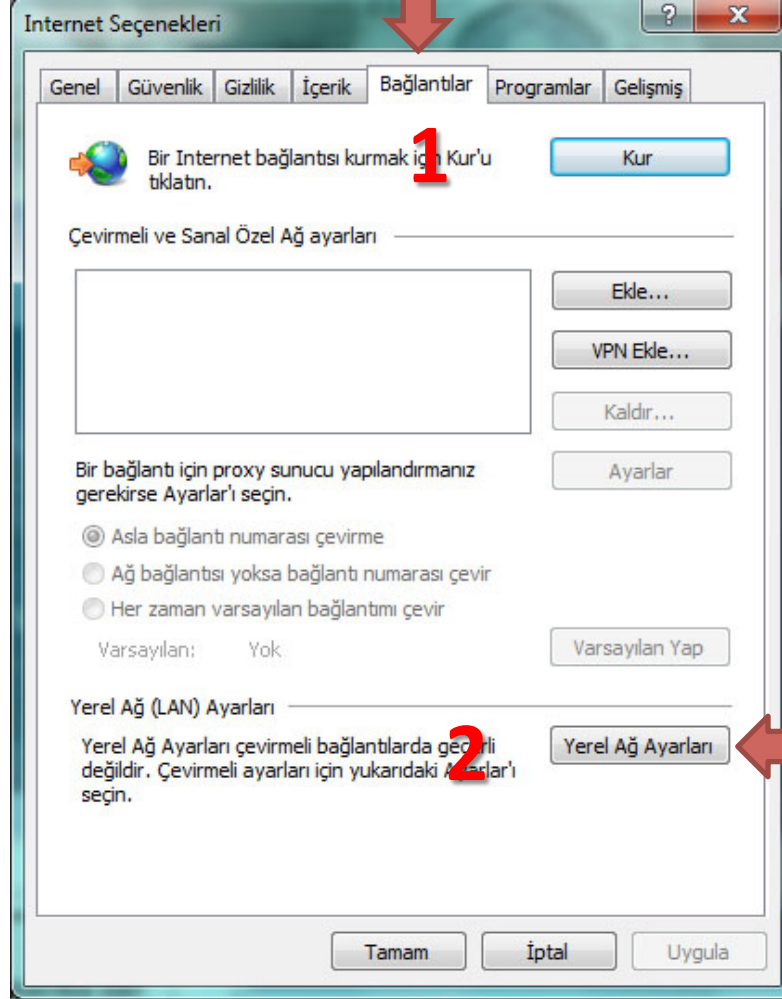 Internet Seçenekleri
?
X
Genel Güvenlik Gizlilik İçerik Bağlantılar Programlar Gelişmiş
1
Bir Internet bağlantısı kurmak için Kur'u
tıklatın.
Kur
Çevirmeli ve Sanal Özel Ağ ayarları
Ekle...
VPN Ekle...
Kaldır...
Bir bağlantı için proxy sunucu yapılandırmanız
gerekirse Ayarlar'ı seçin.
Ayarlar
Asla bağlantı numarası çevirme
Ağ bağlantısı yoksa bağlantı numarası çevir
Her zaman varsayılan bağlantımı çevir
Varsayılan: Yok
Varsayılan Yap
Yerel Ağ (LAN) Ayarları
2
Yerel Ağ Ayarları çevirmeli bağlantılarda geçerli
değildir. Çevirmeli ayarları için yukarıdaki Ayarlar'ı
seçin.
Yerel Ağ Ayarları
Tamam
İptal
Uygula